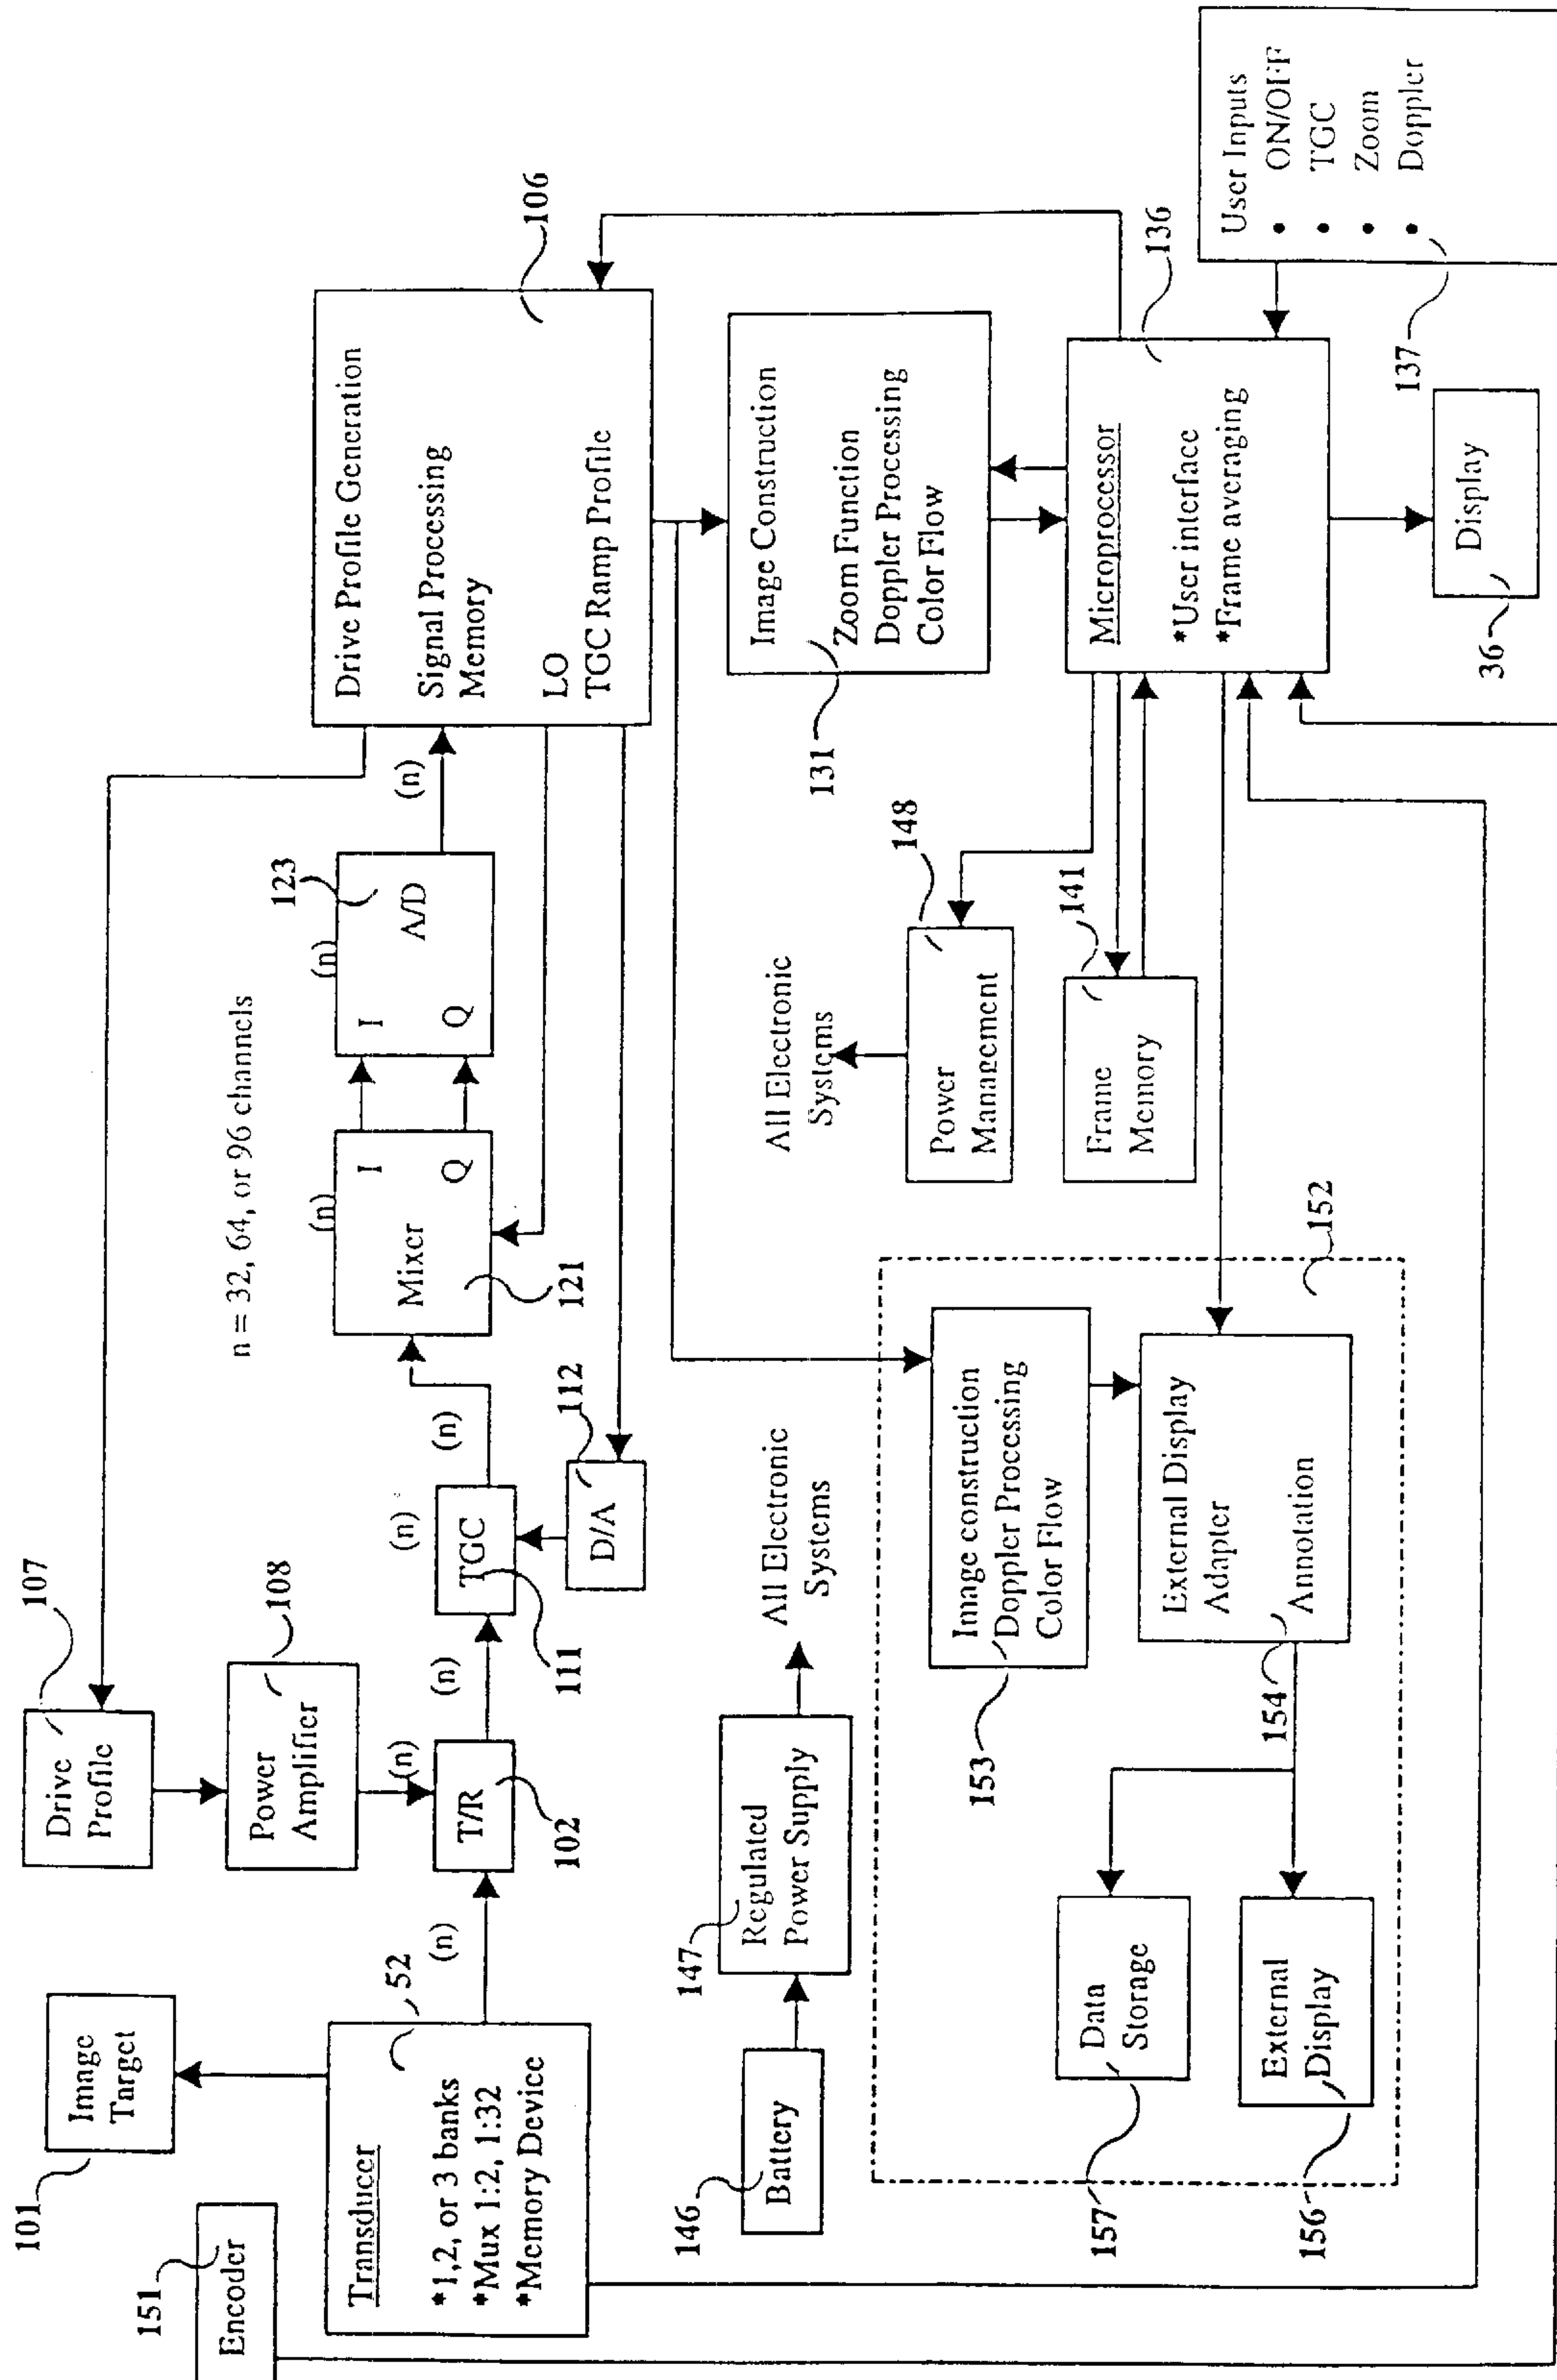 151
Encoder
101
Image
Target
Transducer
*1,2, or 3 banks
*Mux 1:2, 1:32
*Memory Device
52
(n)
107
Drive
Profile
108
Power
Amplifier
(n)
T/R
102
(n)
TGC
111
(n)
(n)
D/A
112
n = 32, 64, or 96 channels
(n)
Mixer
I
Q
121
(n)
I
Q
A/D
123
(n)
Drive Profile Generation
Signal Processing
Memory
LO
TGC Ramp Profile
106
146
Battery
147
Regulated
Power Supply
All Electronic
Systems
All Electronic
Systems
148
Power
Management
141
Frame
Memory
131
Image Construction
Zoom Function
Doppler Processing
Color Flow
136
Microprocessor
*User interface
*Frame averaging
36
Display
137
User Inputs
• ON/OFF
• TGC
• Zoom
• Doppler
152
153
Image construction
Doppler Processing
Color Flow
External Display
Adapter
Annotation
154
157
Data
Storage
156
External
Display